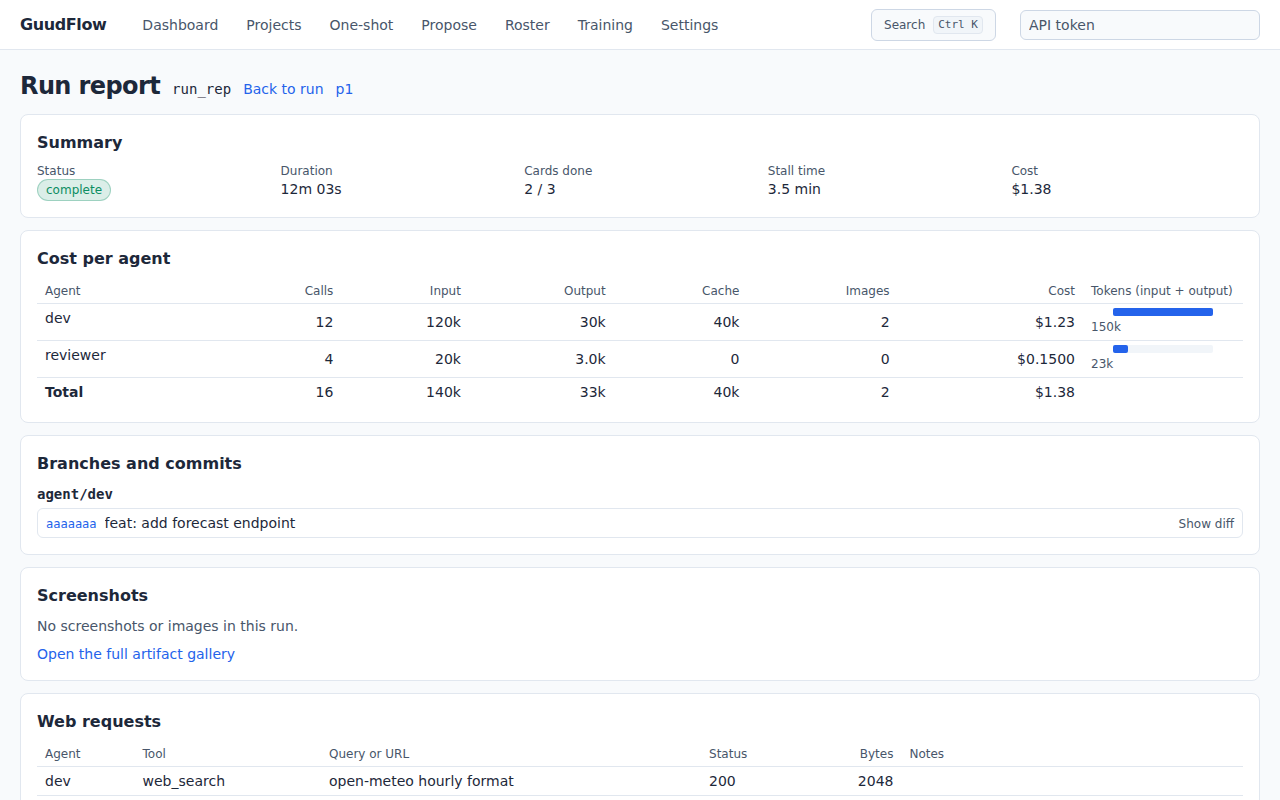 GuudFlow Dashboard Projects One-shot Propose Roster Training Settings Search Ctrl K API token
Run report run_rep Back to run p1
Summary
Status Duration Cards done Stall time Cost
complete 12m 03s 2 / 3 3.5 min $1.38
Cost per agent
Agent Calls Input Output Cache Images Cost Tokens (input + output)
dev 12 120k 30k 40k 2 $1.23 150k
reviewer 4 20k 3.0k 0 0 $0.1500 23k
Total 16 140k 33k 40k 2 $1.38
Branches and commits
agent/dev
aaaaaaa feat: add forecast endpoint Show diff
Screenshots
No screenshots or images in this run.
Open the full artifact gallery
Web requests
Agent Tool Query or URL Status Bytes Notes
dev web_search open-meteo hourly format 200 2048